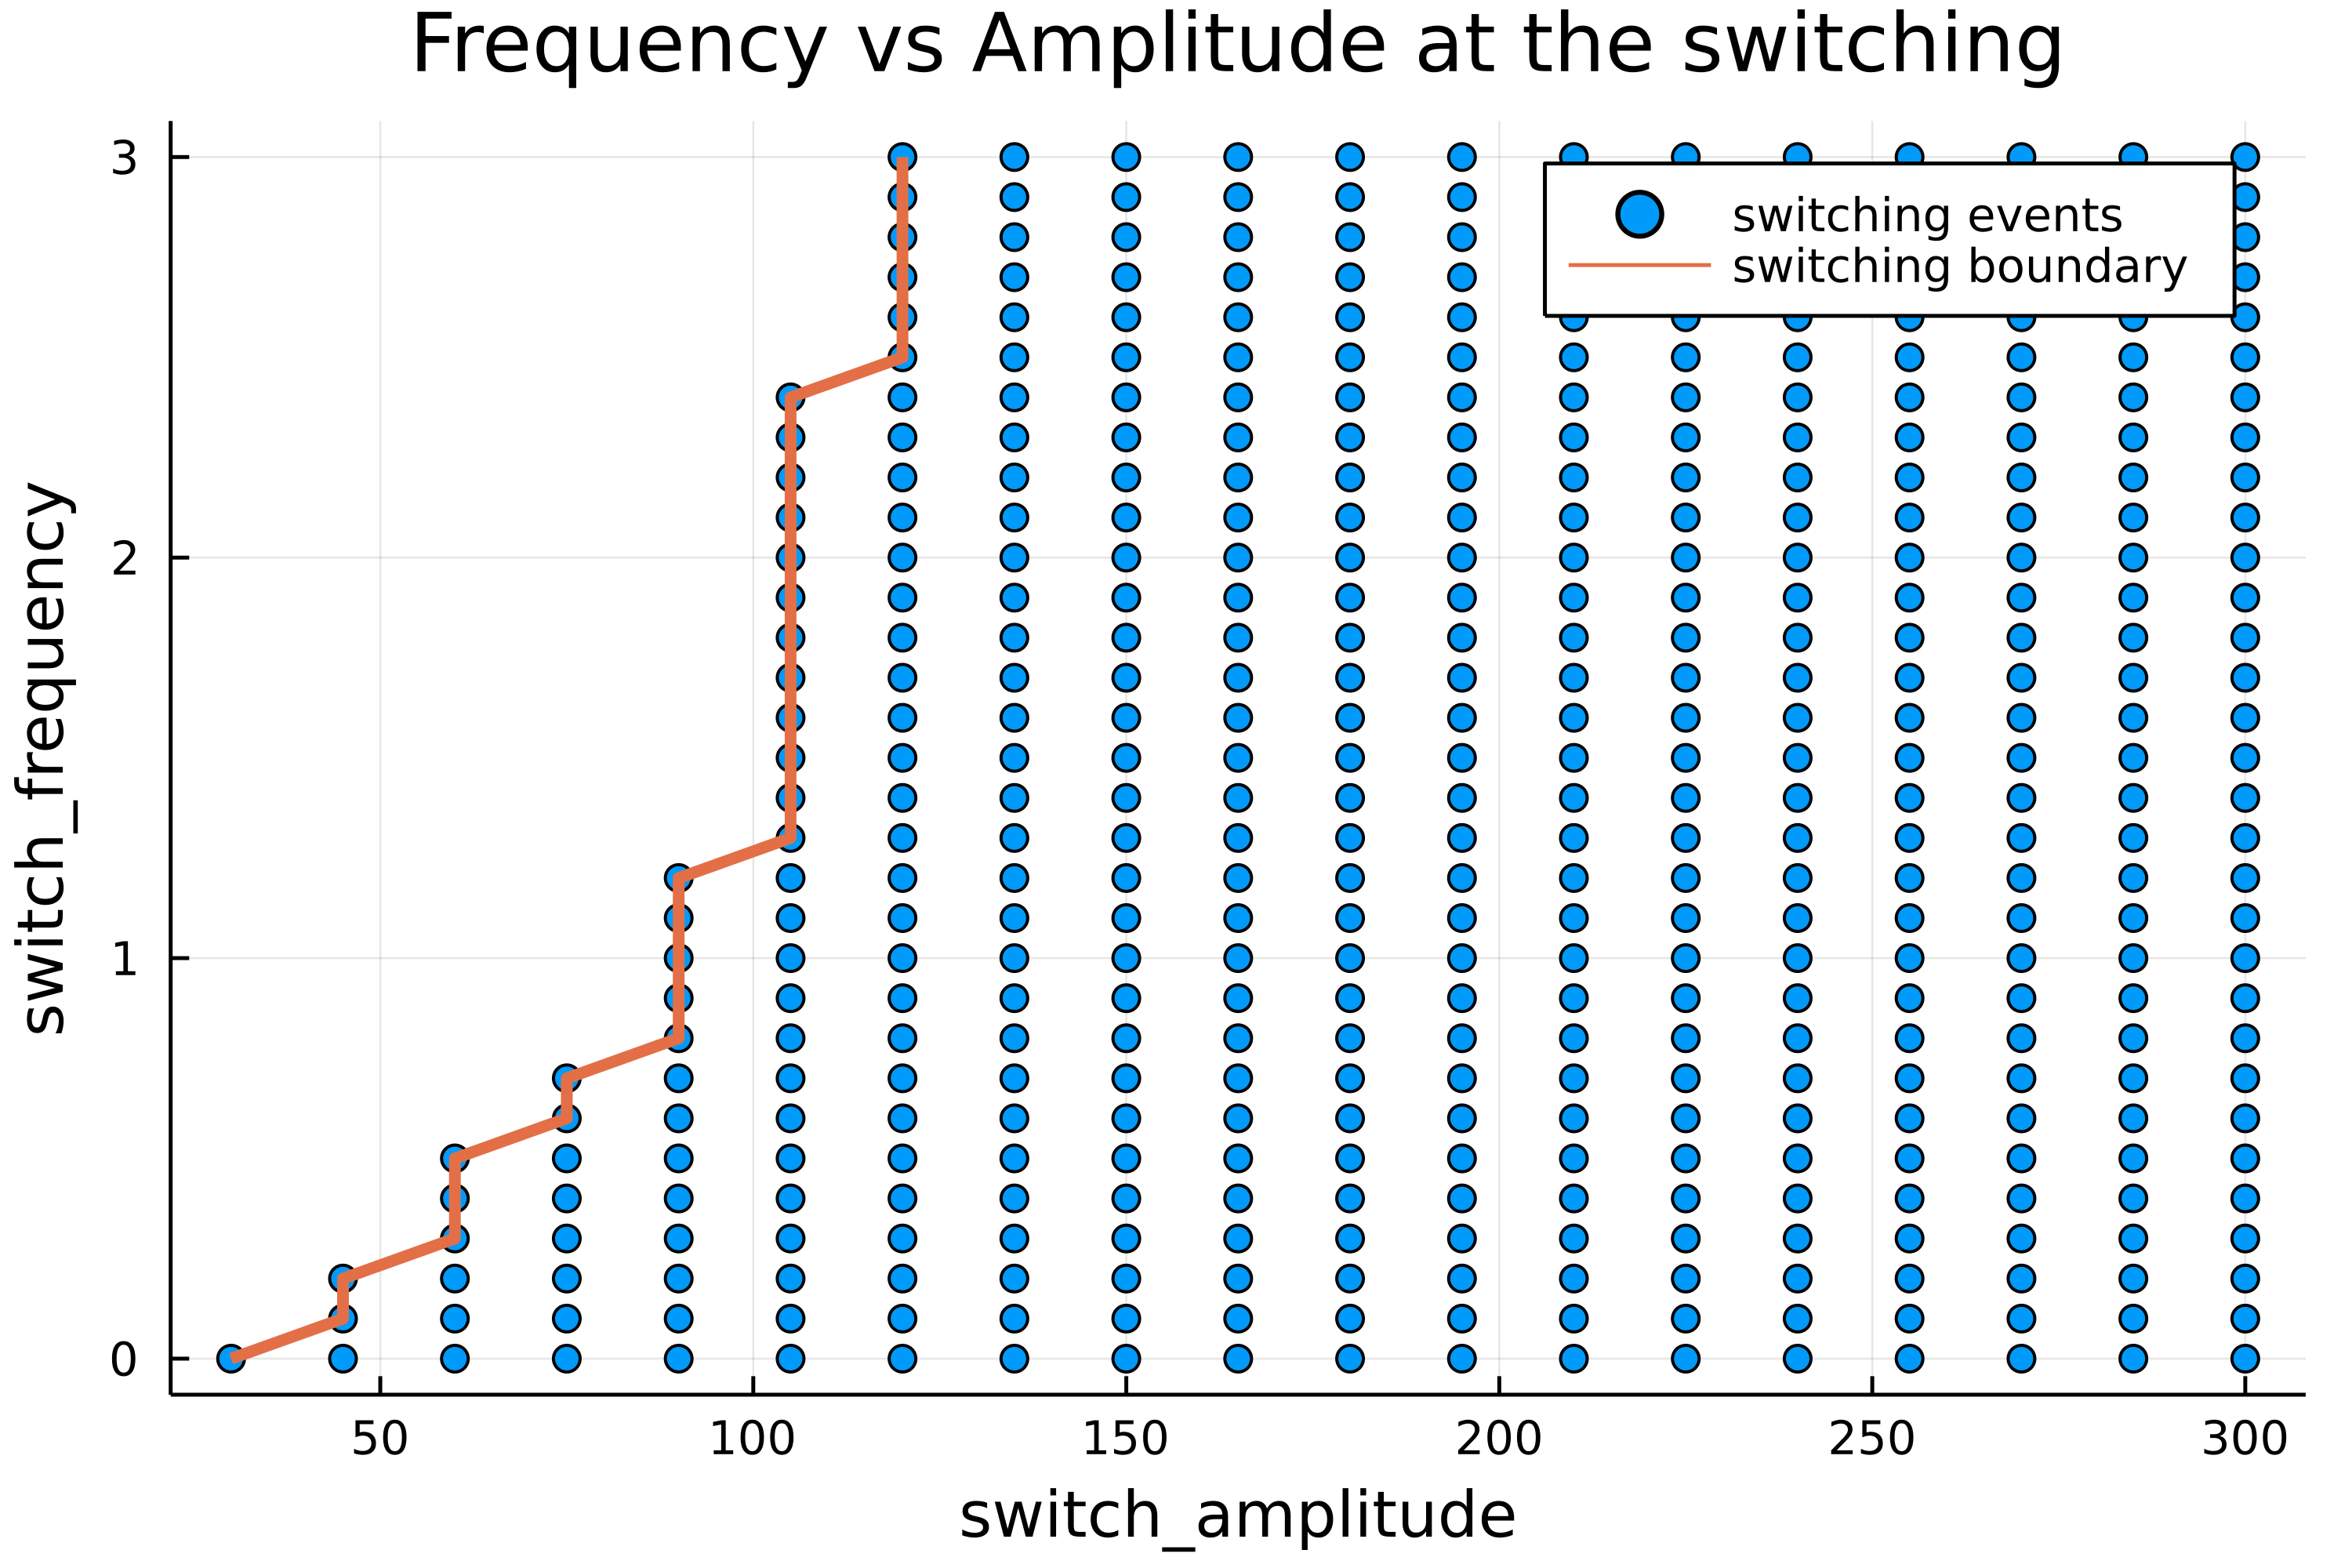 Frequency vs Amplitude at the switching
switching events
switching boundary
switch_frequency
3
2
1
0
50 100 150 200 250 300
switch_amplitude